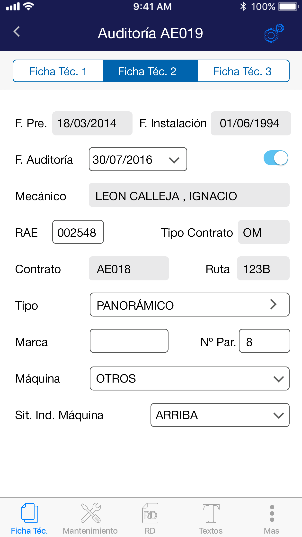 9:41 AM 100%
Auditoría AE019
Ficha Téc. 1 Ficha Téc. 2 Ficha Téc. 3
F. Pre. 18/03/2014 F. Instalación 01/06/1994
F. Auditoría 30/07/2016
Mecánico LEON CALLEJA , IGNACIO
RAE 002548 Tipo Contrato OM
Contrato AE018 Ruta 123B
Tipo PANORÁMICO
Marca Nº Par. 8
Máquina OTROS
Sit. Ind. Máquina ARRIBA
Ficha Téc. Mantenimiento RD Textos Mas